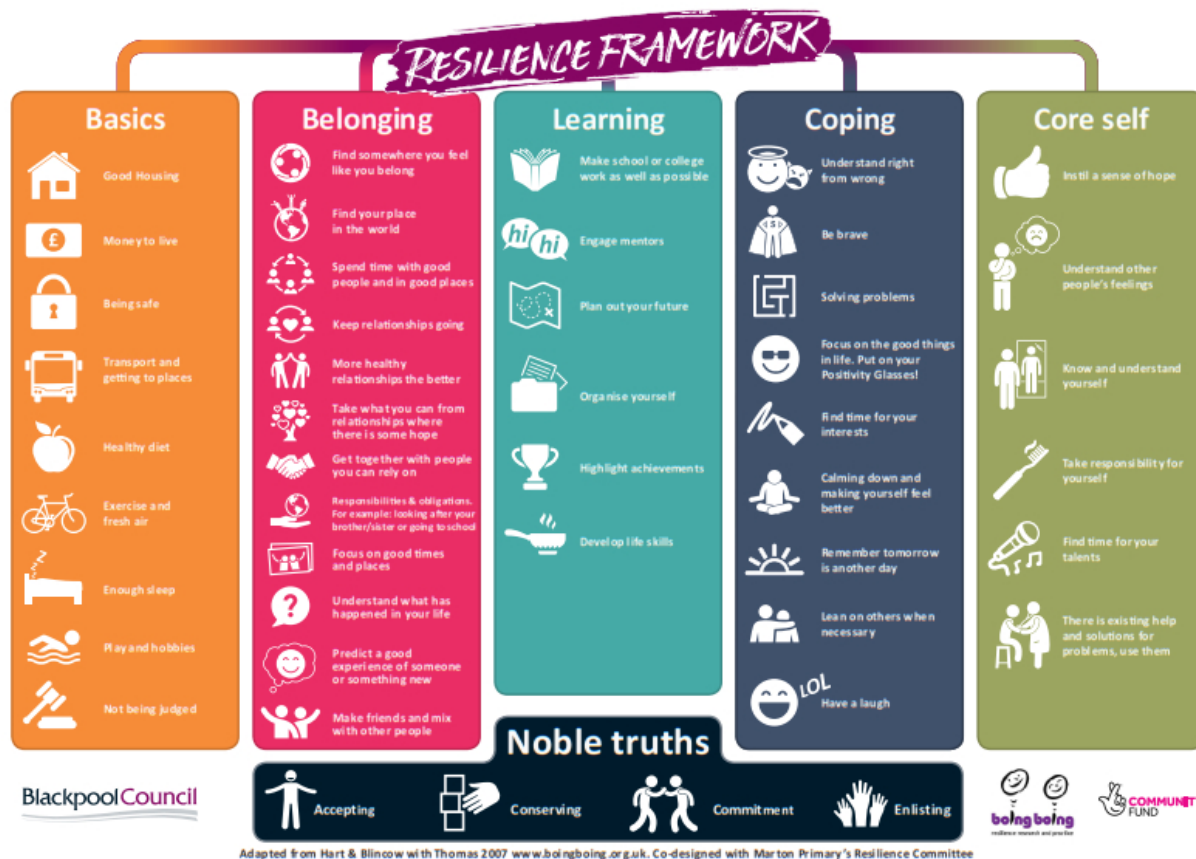 RESILIENCE FRAMEWORK
Basics
Good Housing
£
Money to live
Being safe
Transport and
getting to places
Healthy diet
Exercise and
fresh air
Enough sleep
Play and hobbies
Not being judged
Belonging
Find somewhere you feel
like you belong
Find your place
in the world
Spend time with good
people and in good places
Keep relationships going
More healthy
relationships the better
Take what you can from
relationships where
there is some hope
Get together with people
you can rely on
Responsibilities & obligations.
For example: looking after your
brother/sister or going to school
Focus on good times
and places
?
Understand what has
happened in your life
Predict a good
experience of someone
or something new
Make friends and mix
with other people
Learning
Make school or college
work as well as possible
hi hi
Engage mentors
Plan out your future
Organise yourself
Highlight achievements
Develop life skills
Coping
Understand right
from wrong
S
Be brave
Solving problems
Focus on the good things
in life. Put on your
Positivity Glasses!
Find time for your
interests
Calming down and
making yourself feel
better
Remember tomorrow
is another day
Lean on others when
necessary
LOL
Have a laugh
Core self
Instil a sense of hope
Understand other
people's feelings
Know and understand
yourself
Take responsibility for
yourself
Find time for your
talents
There is existing help
and solutions for
problems, use them
Noble truths
Accepting
Conserving
Commitment
Enlisting
BlackpoolCouncil
boingboing
resilience research and practice
COMMUNIT
FUND
Adapted from Hart & Blincow with Thomas 2007 www.boingboing.org.uk. Co-designed with Marton Primary's Resilience Committee